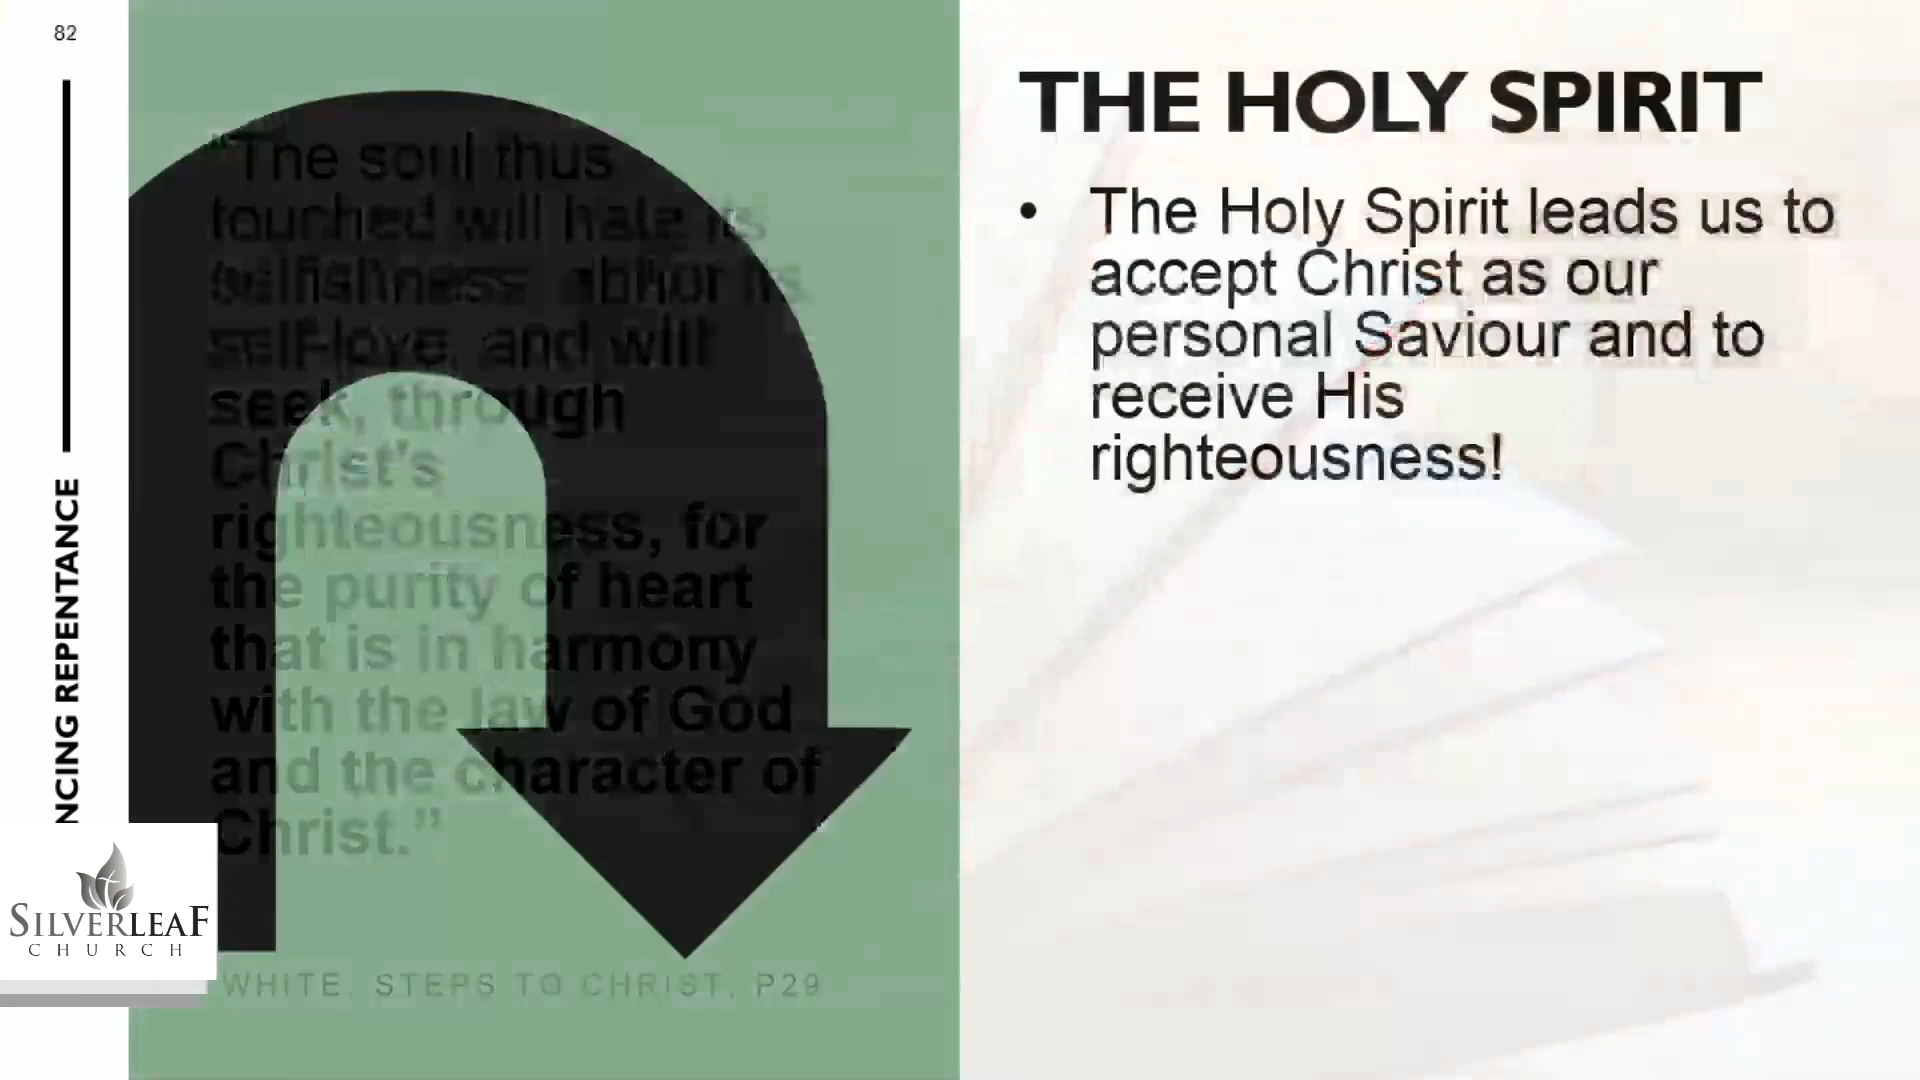 82
NCING REPENTANCE
"The soul thus
touched will hate its
selfishness, abhor its
self-love, and will
seek, through
Christ's
righteousness, for
the purity of heart
that is in harmony
with the law of God
and the character of
Christ.”
WHITE, STEPS TO CHRIST, P29
SILVERLEAF
CHURCH
THE HOLY SPIRIT
• The Holy Spirit leads us to
accept Christ as our
personal Saviour and to
receive His
righteousness!